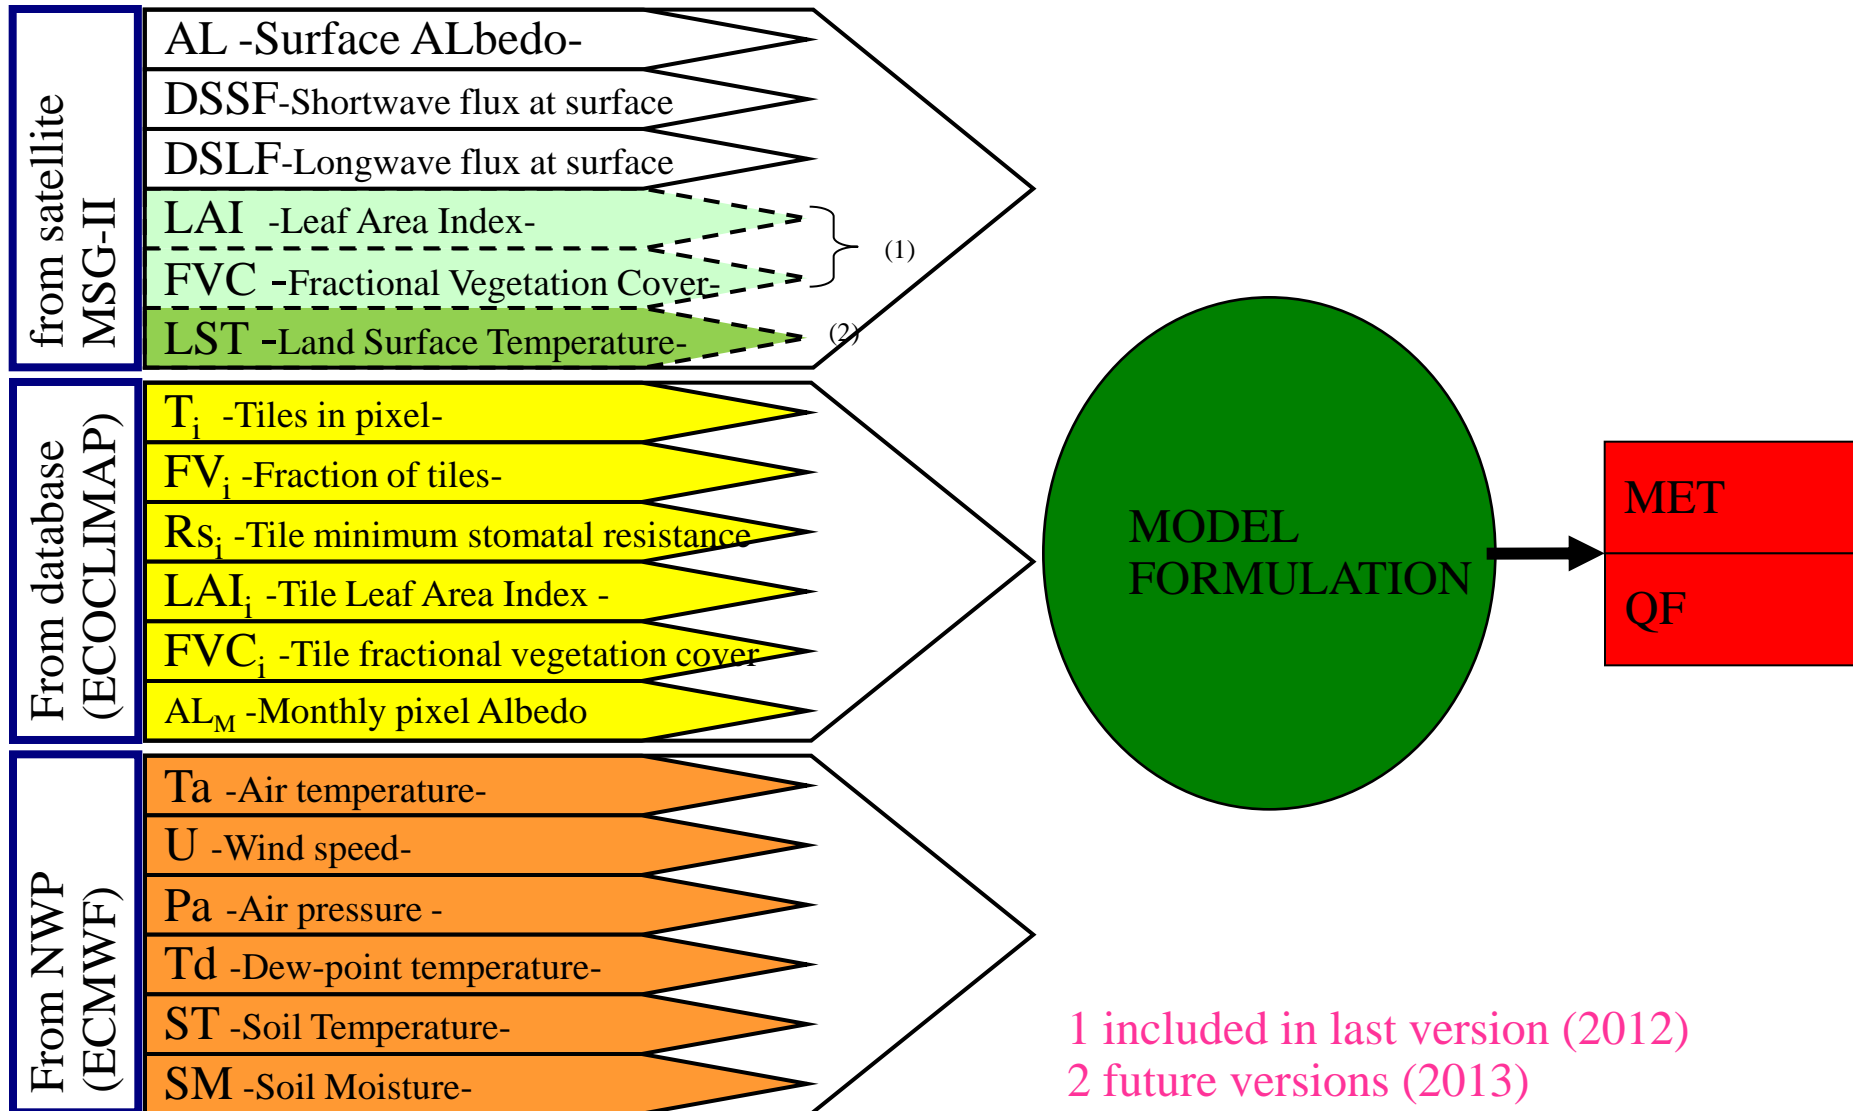 from satellite
MSG-II
AL -Surface ALbedo-
DSSF-Shortwave flux at surface
DSLF-Longwave flux at surface
LAI -Leaf Area Index-
FVC -Fractional Vegetation Cover-
(1)
LST -Land Surface Temperature-
(2)
From database
(ECOCLIMAP)
Ti -Tiles in pixel-
FVi -Fraction of tiles-
Rsi -Tile minimum stomatal resistance
LAIi -Tile Leaf Area Index -
FVCi -Tile fractional vegetation cover
ALM -Monthly pixel Albedo
From NWP
(ECMWF)
Ta -Air temperature-
U -Wind speed-
Pa -Air pressure -
Td -Dew-point temperature-
ST -Soil Temperature-
SM -Soil Moisture-
MODEL
FORMULATION
MET
QF
1 included in last version (2012)
2 future versions (2013)